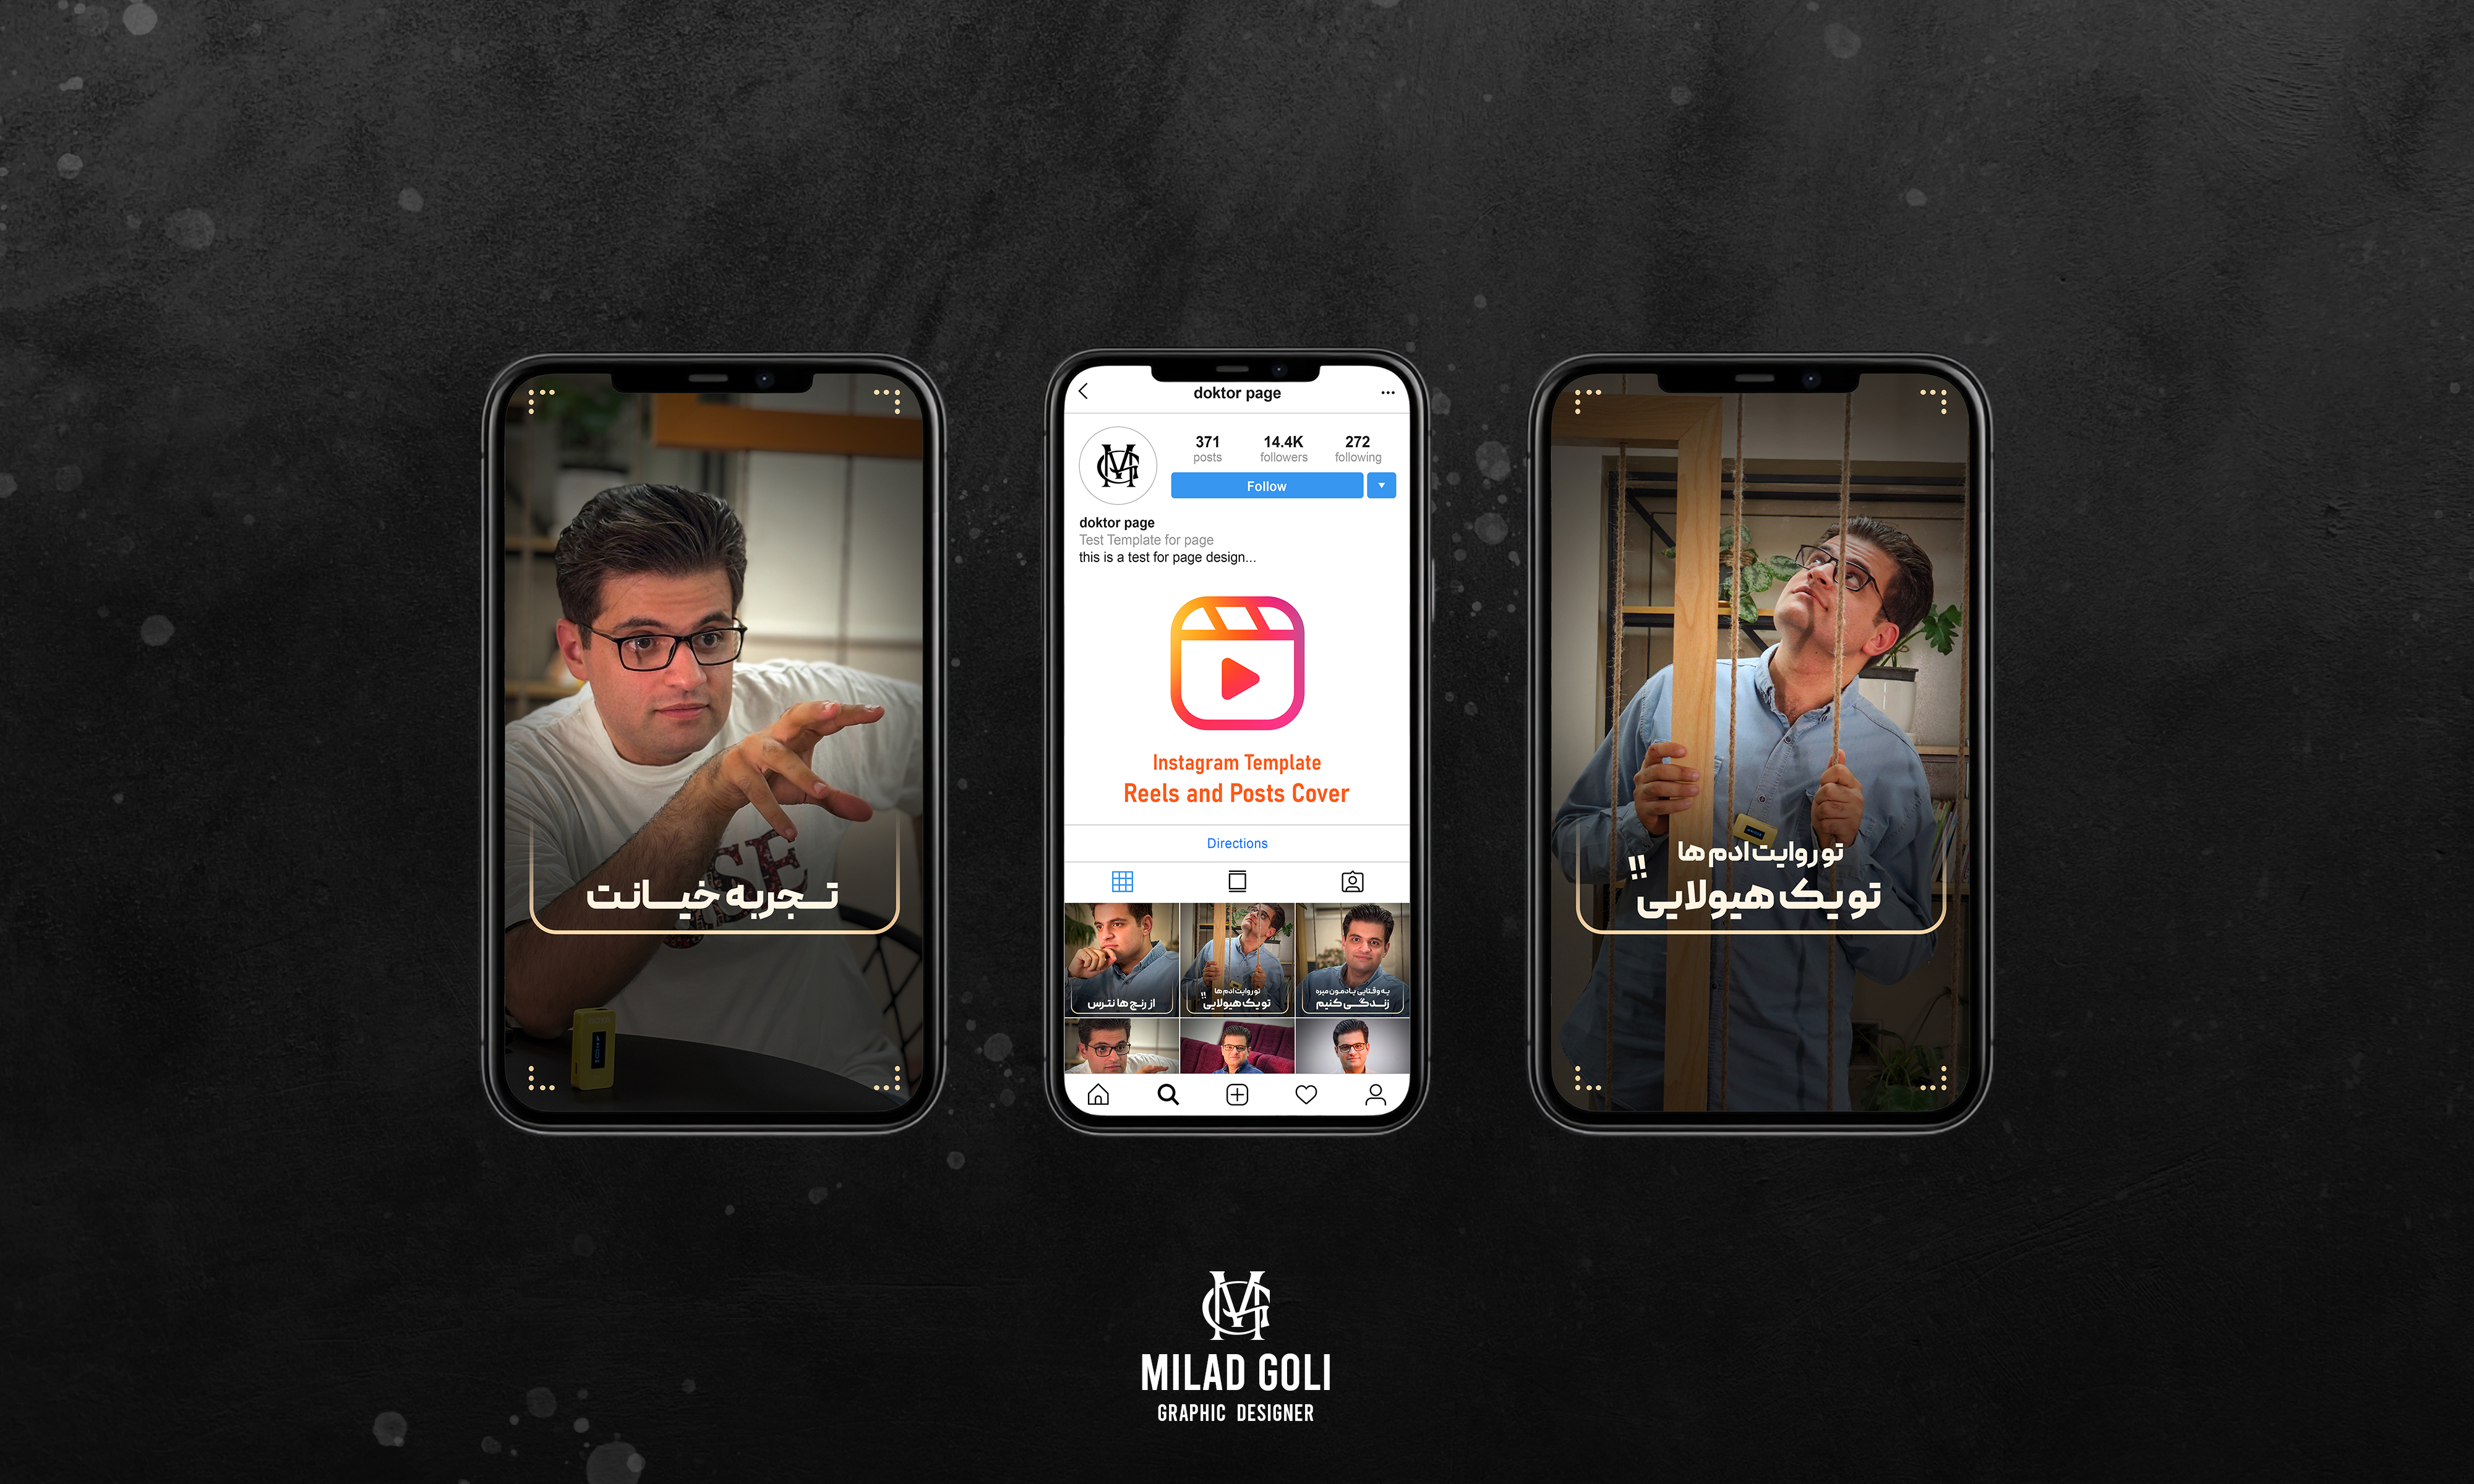 تجربه خیانت
doktor page
371
posts
14.4K
followers
272
following
Follow
doktor page
Test Template for page
this is a test for page design...
Instagram Template
Reels and Posts Cover
Directions
از رنج ها نترس
تو روایت ادم ها
تو یک هیولایی !!
یه وقتایی یادمون میره
زندگی کنیم
تو روایت ادم ها
تو یک هیولایی !!
MG
MILAD GOLI
GRAPHIC DESIGNER